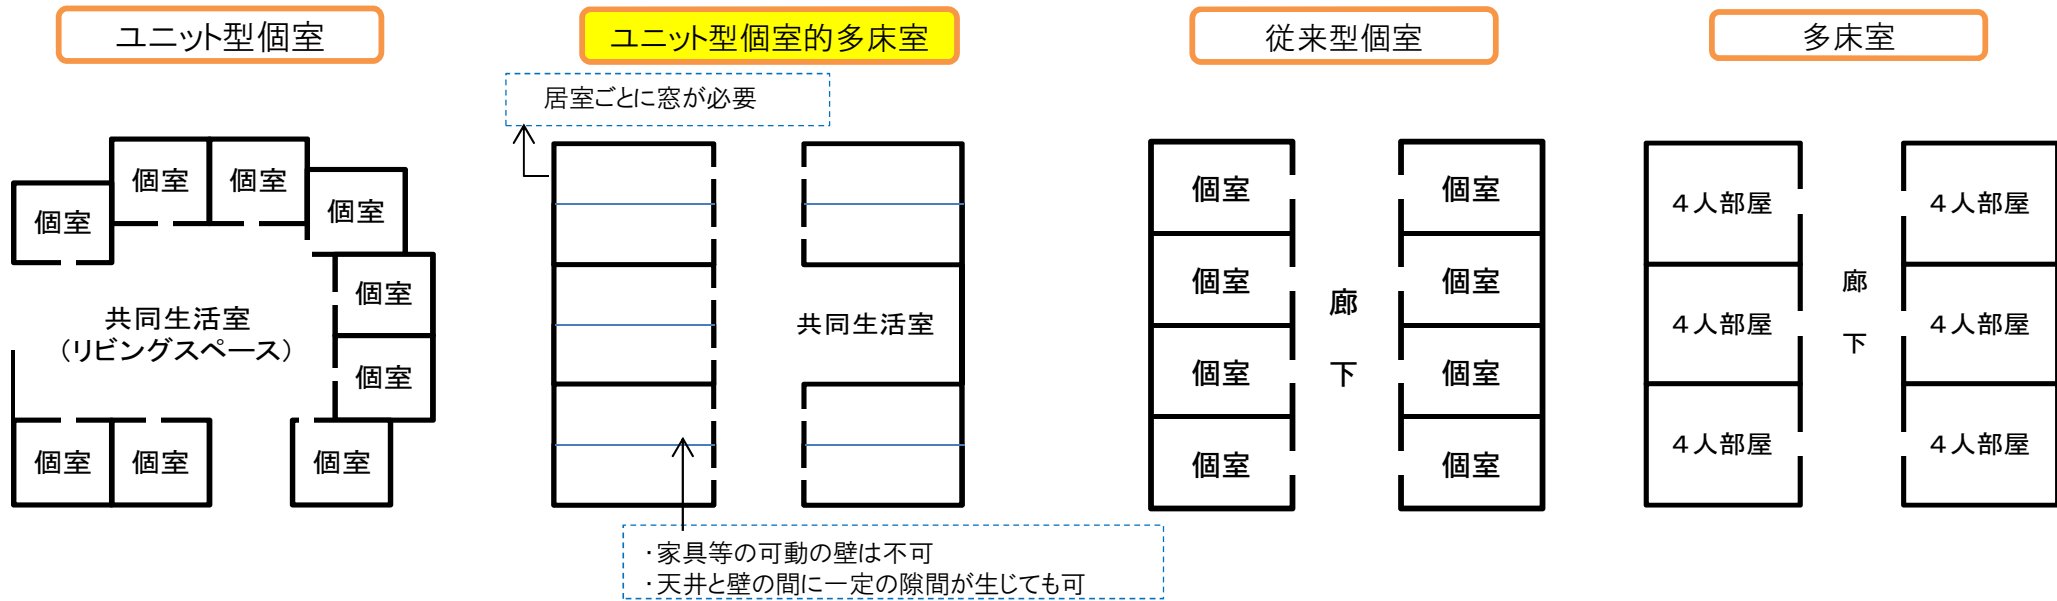 ユニット型個室
ユニット型個室的多床室
従来型個室
多床室
居室ごとに窓が必要
個室
個室
個室
個室
個室
個室
個室
個室
個室
共同生活室
(リビングスペース)
共同生活室
・家具等の可動の壁は不可
・天井と壁の間に一定の隙間が生じても可
個室
個室
個室
個室
個室
個室
個室
個室
廊
下
4人部屋
4人部屋
4人部屋
4人部屋
4人部屋
4人部屋
廊
下